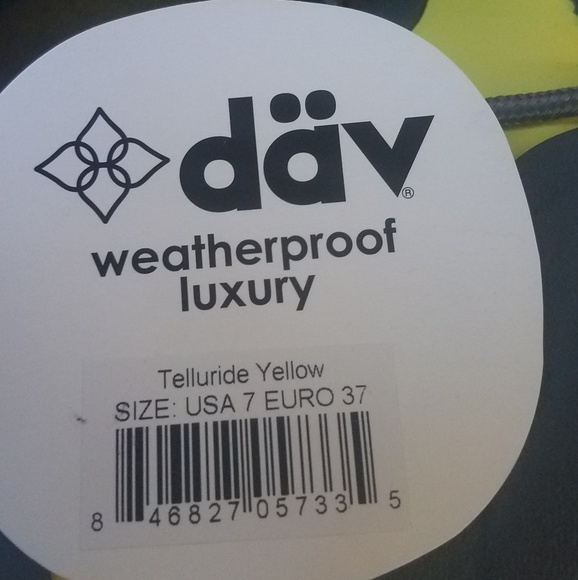 däv®
weatherproof
luxury
Telluride Yellow
SIZE: USA 7 EURO 37
8 46827 05733 5